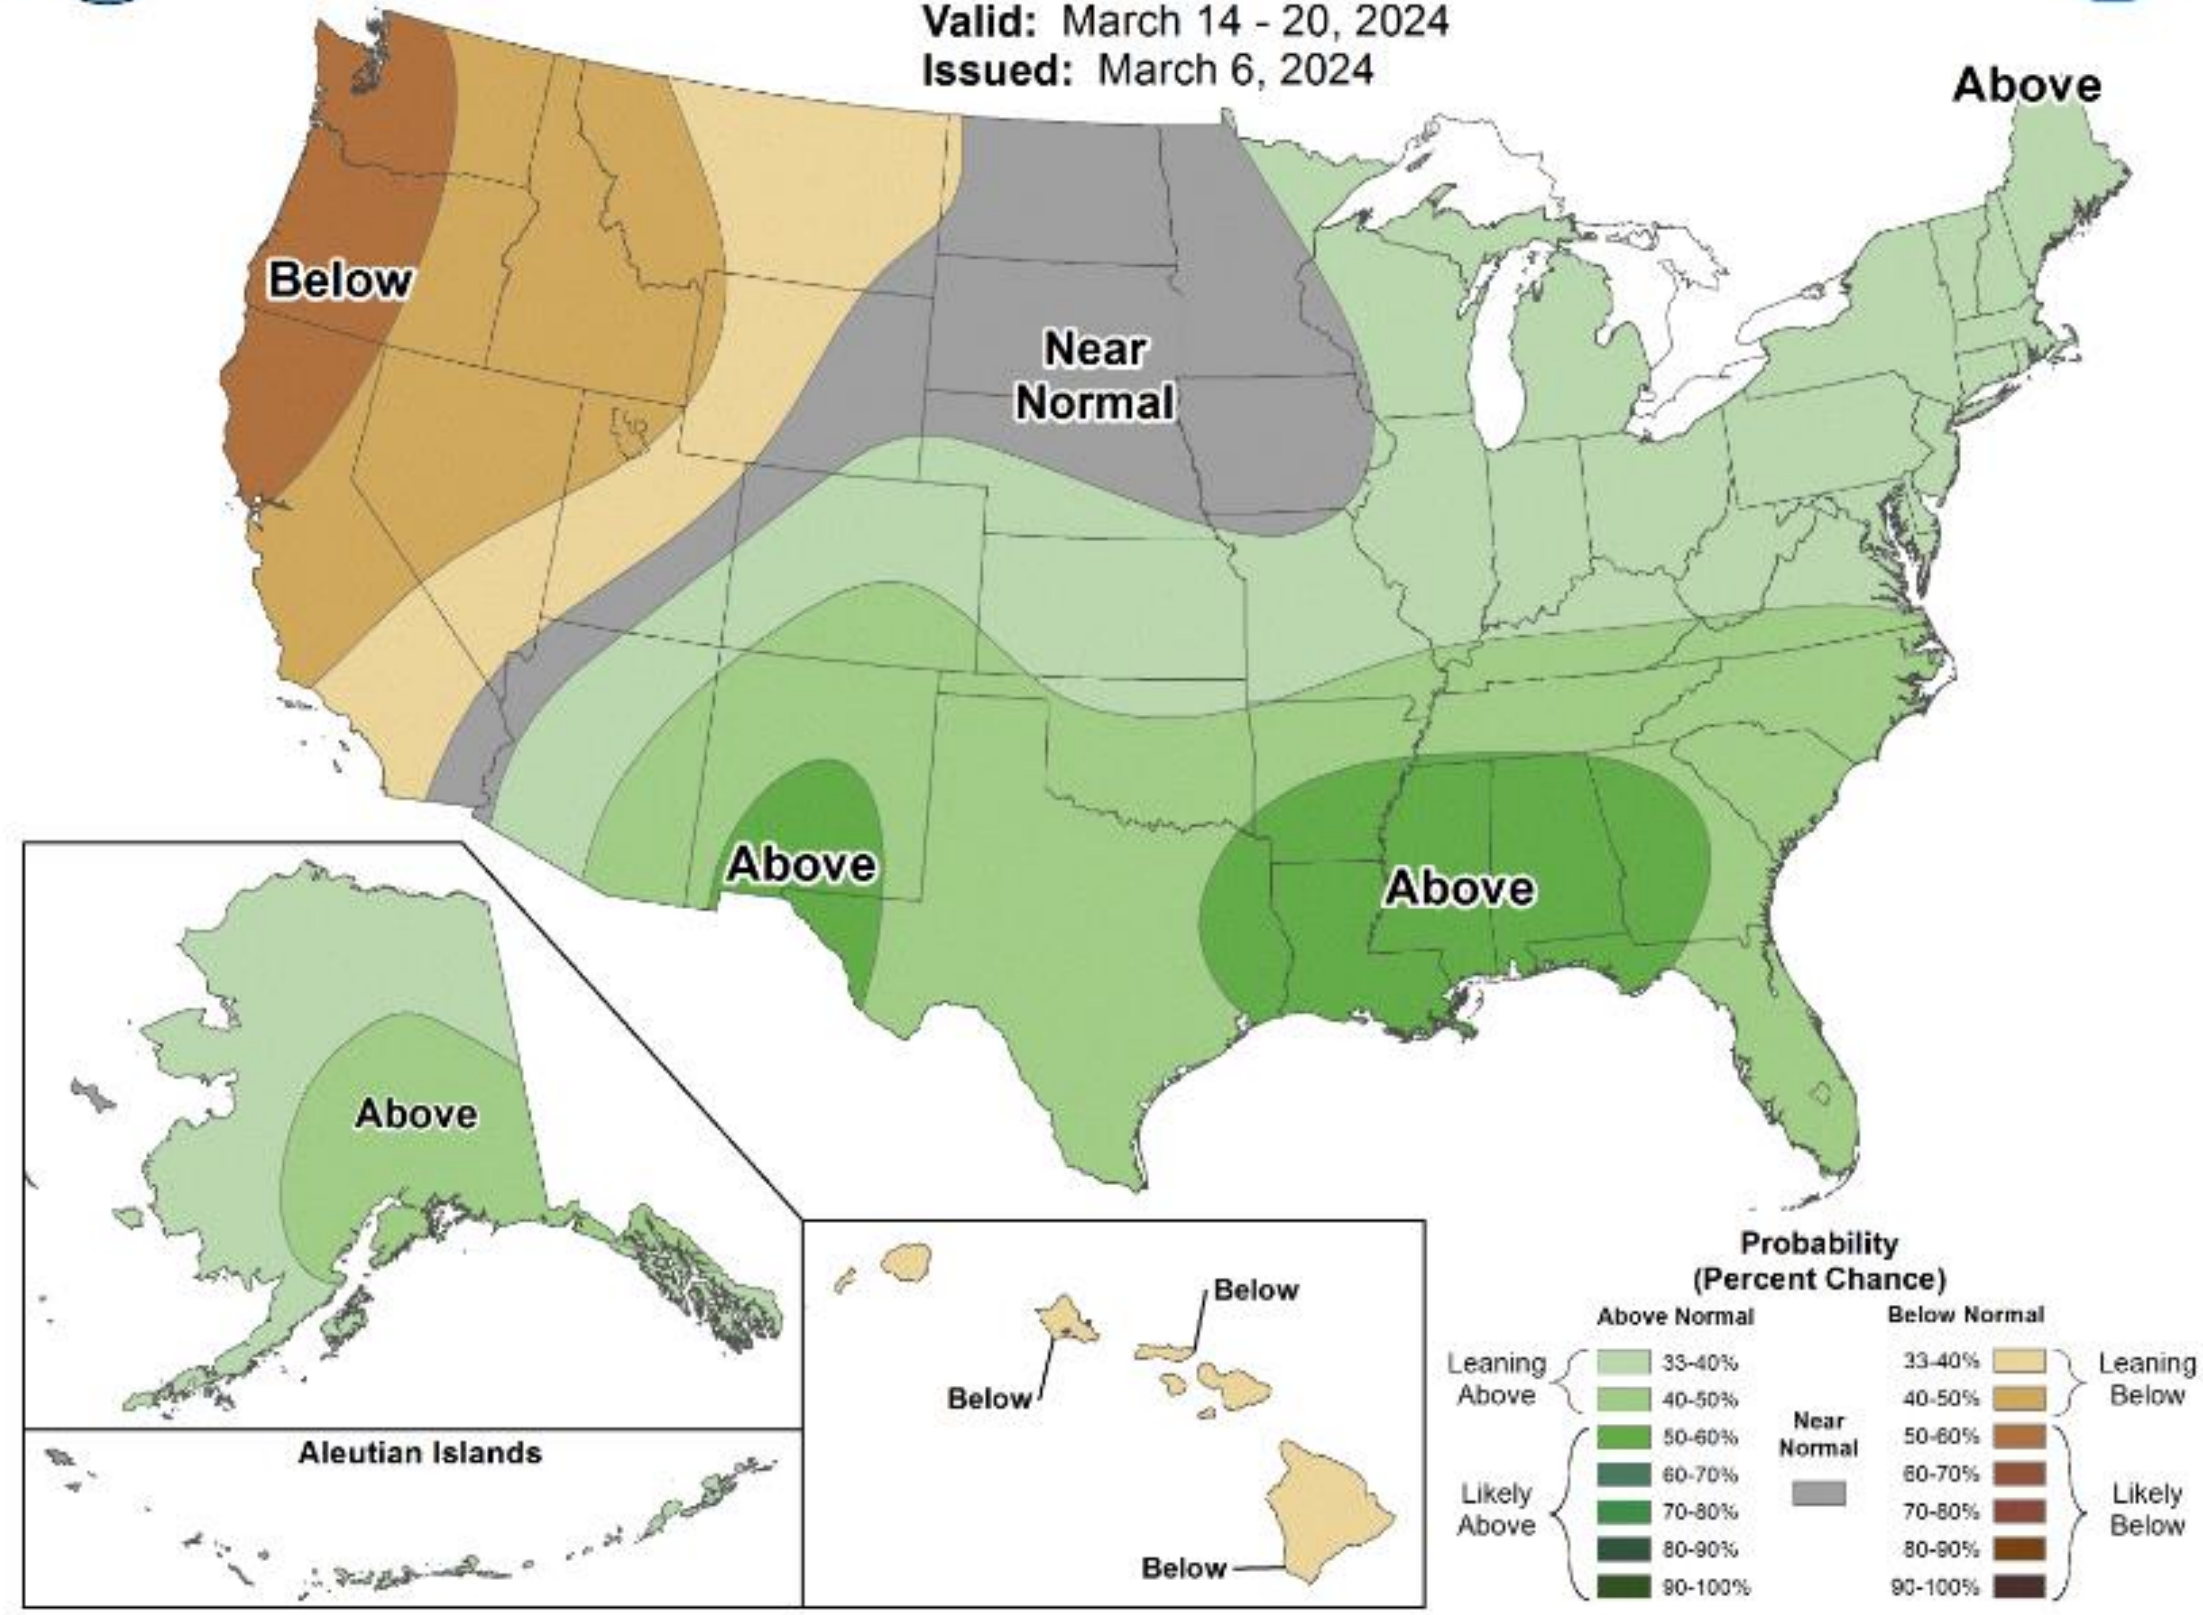 Valid: March 14 - 20, 2024
Issued: March 6, 2024
Above
Below
Near
Normal
Above
Above
Above
Aleutian Islands
Below
Below
Below
Probability
(Percent Chance)
Above Normal
Below Normal
Leaning
Above
33-40%
40-50%
Likely
Above
50-60%
60-70%
70-80%
80-90%
90-100%
Near
Normal
33-40%
40-50%
Leaning
Below
50-60%
60-70%
70-80%
80-90%
90-100%
Likely
Below